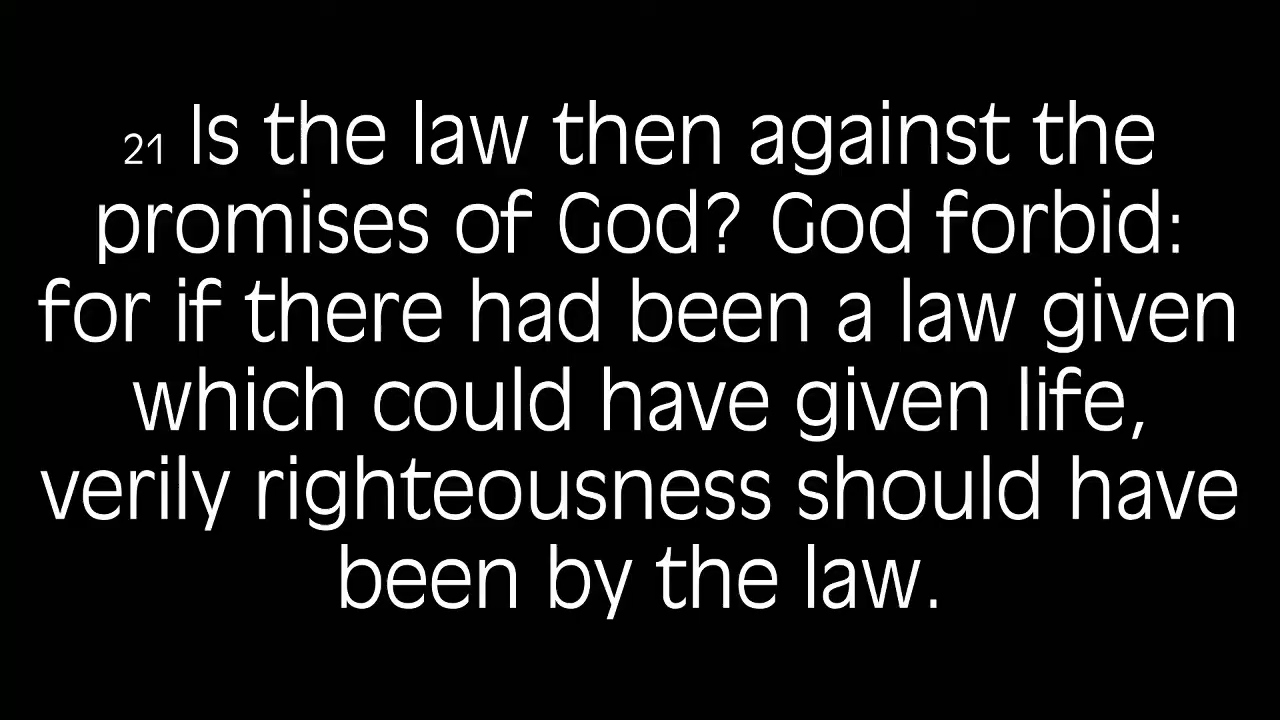 21 Is the law then against the
promises of God? God forbid:
for if there had been a law given
which could have given life,
verily righteousness should have
been by the law.